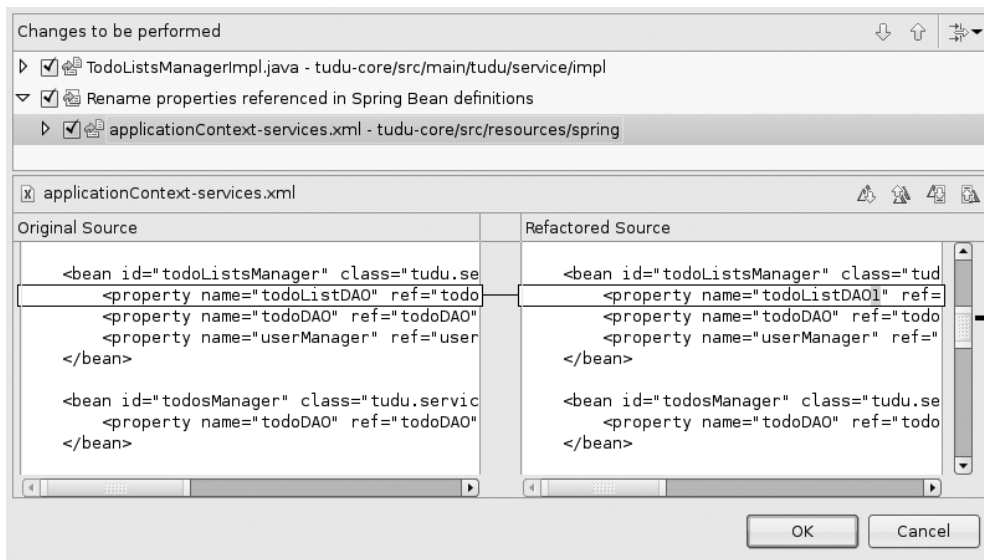 Changes to be performed
TodoListsManagerImpl.java - tudu-core/src/main/tudu/service/impl
Rename properties referenced in Spring Bean definitions
applicationContext-services.xml - tudu-core/src/resources/spring
X applicationContext-services.xml
Original Source
<bean id="todoListsManager" class="tudu.se
<property name="todoListDAO" ref="todo
<property name="todoDAO" ref="todoDAO"
<property name="userManager" ref="user
</bean>
<bean id="todosManager" class="tudu.servic
<property name="todoDAO" ref="todoDAO"
</bean>
Refactored Source
<bean id="todoListsManager" class="tud
<property name="todoListDAO1" ref=
<property name="todoDAO" ref="todo
<property name="userManager" ref="
</bean>
<bean id="todosManager" class="tudu.se
<property name="todoDAO" ref="todo
</bean>
OK
Cancel